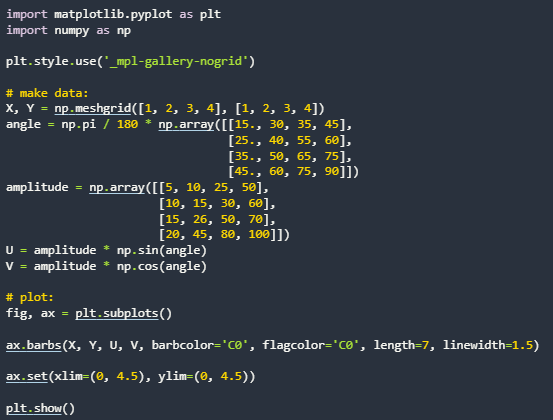 import matplotlib.pyplot as plt
import numpy as np

plt.style.use('_mpl-gallery-nogrid')

# make data:
X, Y = np.meshgrid([1, 2, 3, 4], [1, 2, 3, 4])
angle = np.pi / 180 * np.array([[15., 30, 35, 45],
                                [25., 40, 55, 60],
                                [35., 50, 65, 75],
                                [45., 60, 75, 90]])
amplitude = np.array([[5, 10, 25, 50],
                      [10, 15, 30, 60],
                      [15, 26, 50, 70],
                      [20, 45, 80, 100]])
U = amplitude * np.sin(angle)
V = amplitude * np.cos(angle)

# plot:
fig, ax = plt.subplots()

ax.barbs(X, Y, U, V, barbcolor='C0', flagcolor='C0', length=7, linewidth=1.5)

ax.set(xlim=(0, 4.5), ylim=(0, 4.5))

plt.show()